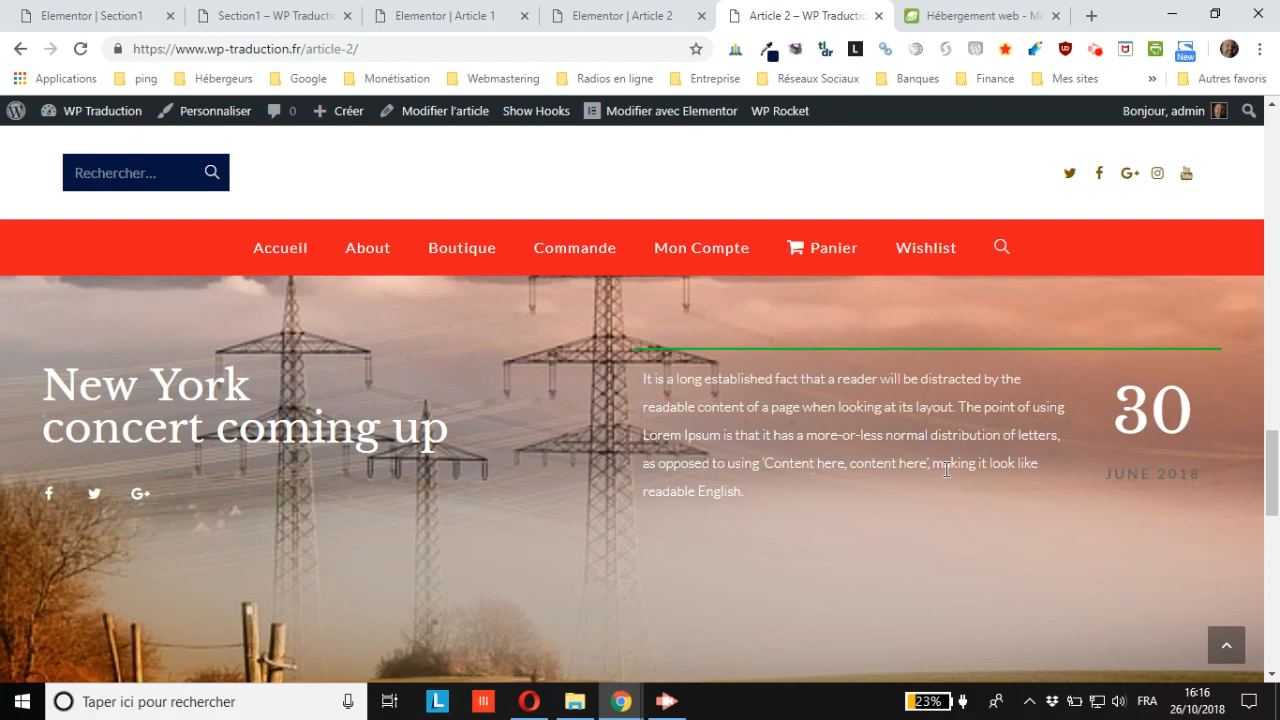 Elementor | Section1
Section1 – WP Traducti
Elementor | Article 1
Elementor | Article 2
Article 2 – WP Traductio
Hébergement web - Me
https://www.wp-traduction.fr/article-2/
New
Applications
ping
Hébergeurs
Google
Monétisation
Webmastering
Radios en ligne
Entreprise
Réseaux Sociaux
Banques
Finance
Mes sites
»
Autres favoris
WP Traduction
Personnaliser
0
Créer
Modifier l'article
Show Hooks
Modifier avec Elementor
WP Rocket
Bonjour, admin
Rechercher...
Accueil
About
Boutique
Commande
Mon Compte
Panier
Wishlist
New York
concert coming up
It is a long established fact that a reader will be distracted by the
readable content of a page when looking at its layout. The point of using
Lorem Ipsum is that it has a more-or-less normal distribution of letters,
as opposed to using 'Content here, content here', making it look like
readable English.
30
JUNE 2018
Taper ici pour rechercher
23%
FRA
16:16
26/10/2018